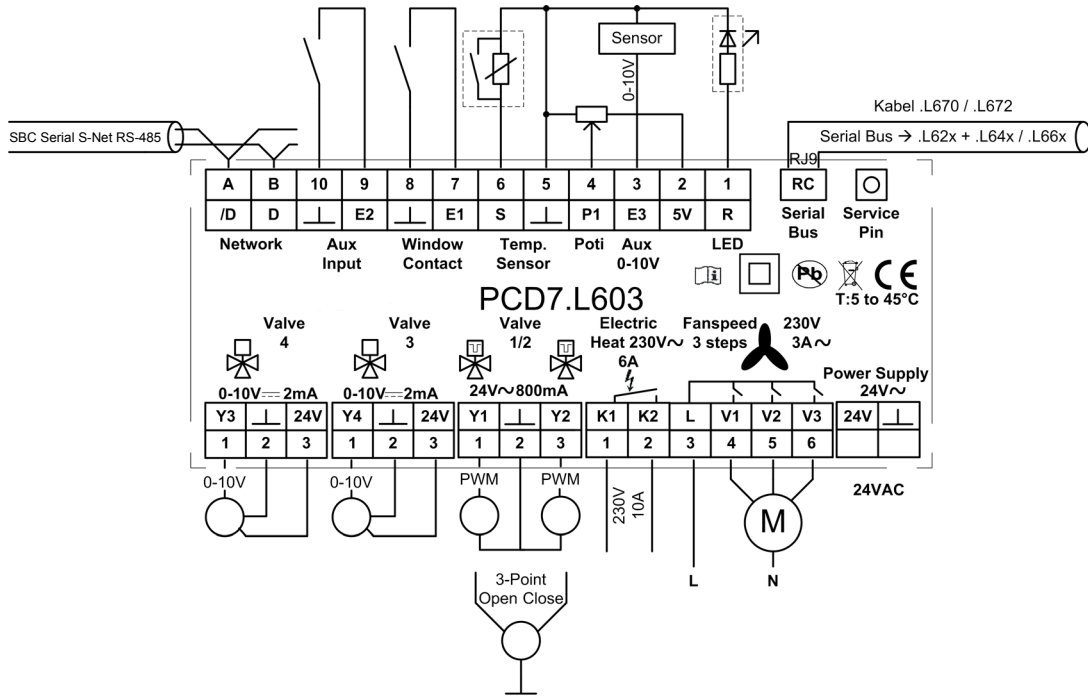 Sensor
0-10V
Kabel .L670 / .L672
SBC Serial S-Net RS-485
Serial Bus → .L62x + .L64x / .L66x
RJ9
A B 10 9 8 7 6 5 4 3 2 1 RC
/D D ⊥ E2 ⊥ E1 S ⊥ P1 E3 5V R
Serial
Bus
Service
Pin
Network
Aux
Input
Window
Contact
Temp.
Sensor
Poti
Aux
0-10V
LED
Pb CE
T:5 to 45°C
PCD7.L603
Valve
4
Valve
3
Valve
1/2
Electric
Heat 230V~
6A
Fanspeed
3 steps
230V
3A~
Power Supply
24V~
0-10V⎓2mA
0-10V⎓2mA
24V~800mA
Y3 ⊥ 24V Y4 ⊥ 24V Y1 ⊥ Y2 K1 K2 L V1 V2 V3 24V ⊥
1 2 3 1 2 3 1 2 3 1 2 3 4 5 6
24VAC
0-10V
0-10V
PWM
PWM
230V
10A
M
L
N
3-Point
Open Close